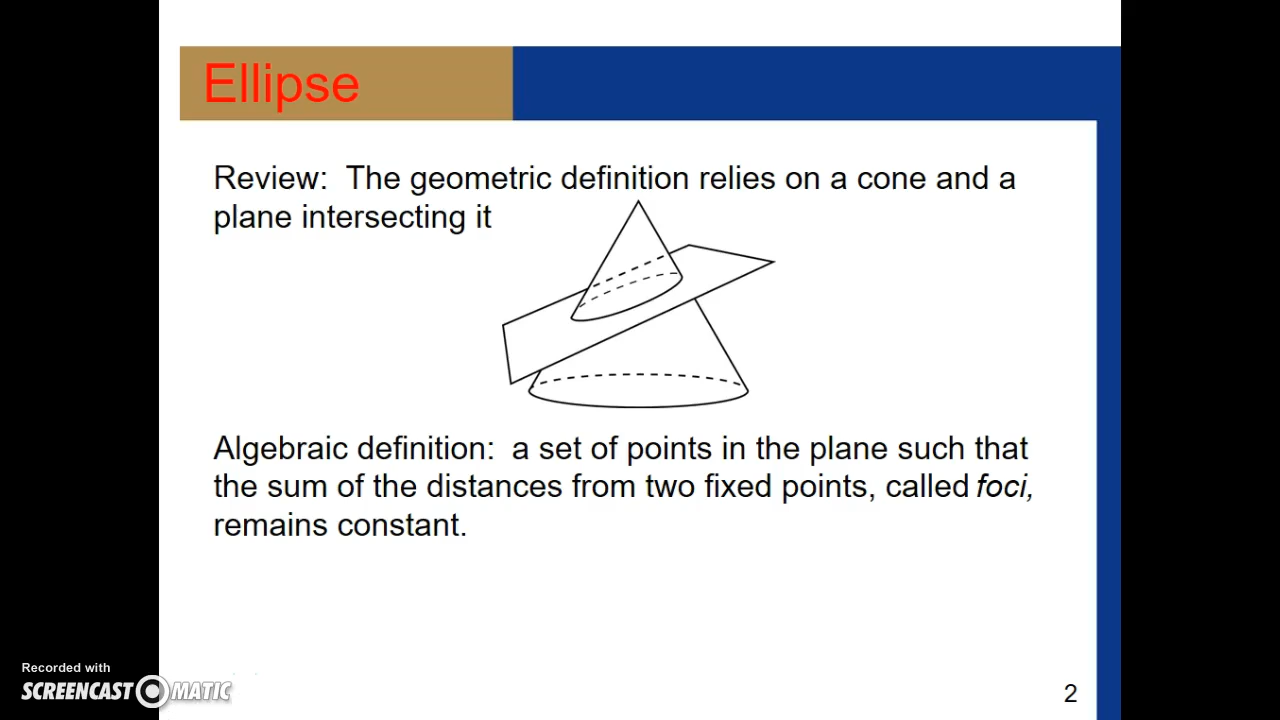 Ellipse
Review: The geometric definition relies on a cone and a
plane intersecting it
Algebraic definition: a set of points in the plane such that
the sum of the distances from two fixed points, called foci,
remains constant.
Recorded with
SCREENCAST MATIC
2